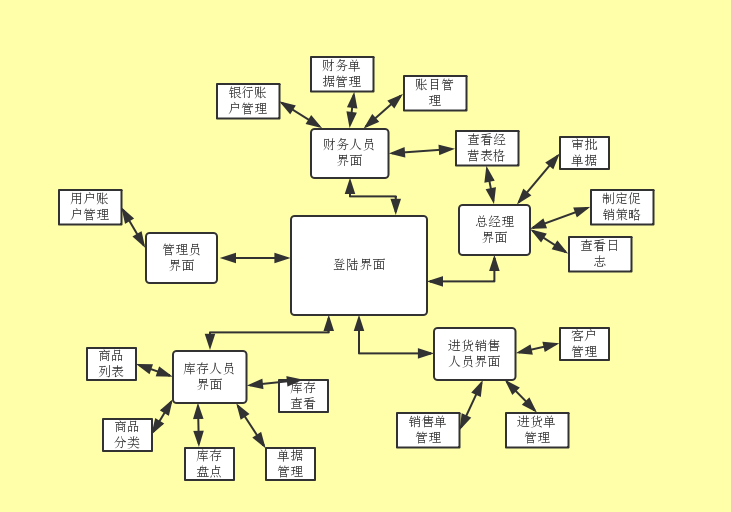 财务单
据管理
银行账
户管理
账目管
理
财务人员
界面
查看经
营表格
审批
单据
用户账
户管理
制定促
销策略
总经理
界面
管理员
界面
登陆界面
查看日
志
客户
管理
进货销售
人员界面
商品
列表
库存人员
界面
库存
查看
商品
分类
销售单
管理
进货单
管理
库存
盘点
单据
管理